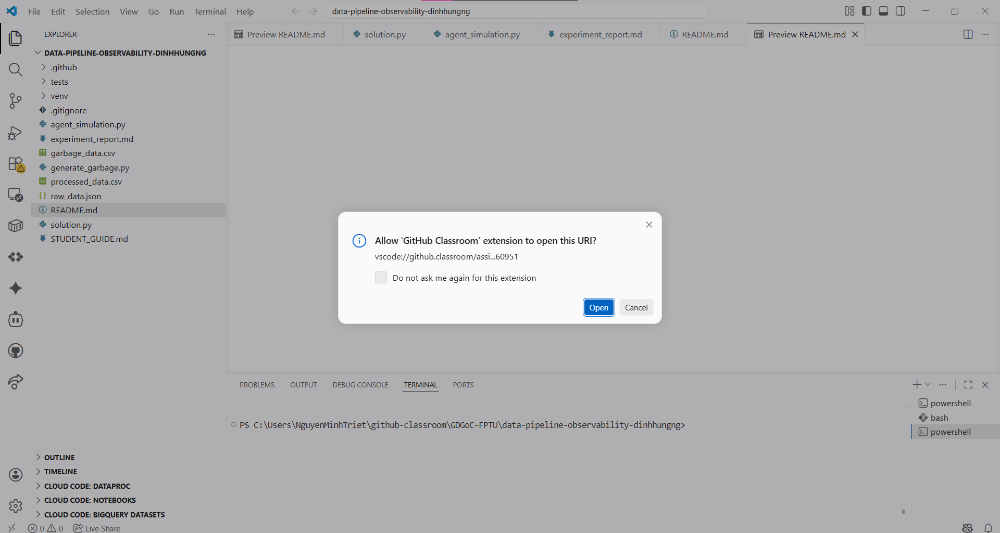 File Edit Selection View Go Run Terminal Help
data-pipeline-observability-dinhhungng
EXPLORER
Preview README.md
solution.py
agent_simulation.py
experiment_report.md
README.md
Preview README.md
DATA-PIPELINE-OBSERVABILITY-DINHHUNGNG
.github
tests
venv
.gitignore
agent_simulation.py
experiment_report.md
garbage_data.csv
generate_garbage.py
processed_data.csv
raw_data.json
README.md
solution.py
STUDENT_GUIDE.md
Allow 'GitHub Classroom' extension to open this URI?
vscode://github.classroom/assi...60951
Do not ask me again for this extension
Open
Cancel
PROBLEMS OUTPUT DEBUG CONSOLE TERMINAL PORTS
PS C:\Users\NguyenMinhTriet\github-classroom\GDGoC-FPTU\data-pipeline-observability-dinhhungng>
powershell
bash
powershell
OUTLINE
TIMELINE
CLOUD CODE: DATAPROC
CLOUD CODE: NOTEBOOKS
CLOUD CODE: BIGQUERY DATASETS
0 0 Live Share